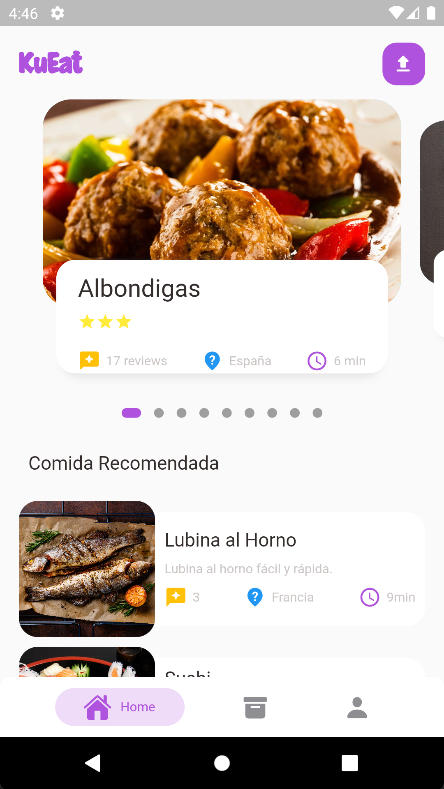 4:46
KuEat
Albondigas
17 reviews España 6 min
Comida Recomendada
Lubina al Horno
Lubina al horno fácil y rápida.
3 Francia 9min
Sushi
Home